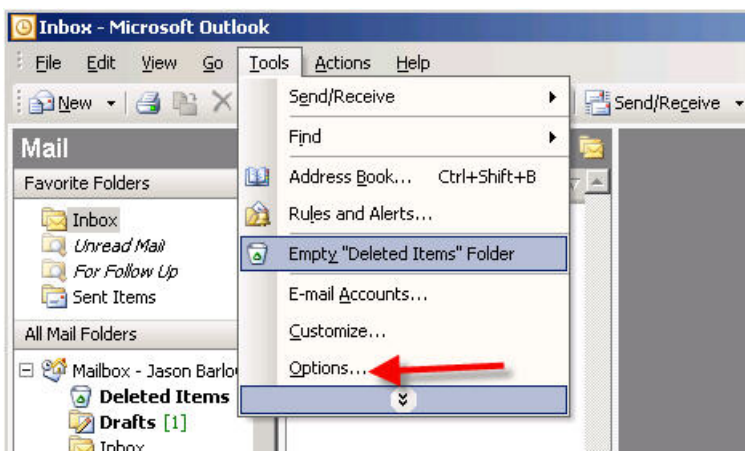 Inbox - Microsoft Outlook
File Edit View Go Tools Actions Help
New Send/Receive
Mail
Favorite Folders
Inbox
Unread Mail
For Follow Up
Sent Items
All Mail Folders
Mailbox - Jason Barlo
Deleted Items
Drafts [1]
Inbox
Send/Receive
Find
Address Book... Ctrl+Shift+B
Rules and Alerts...
Empty "Deleted Items" Folder
E-mail Accounts...
Customize...
Options...